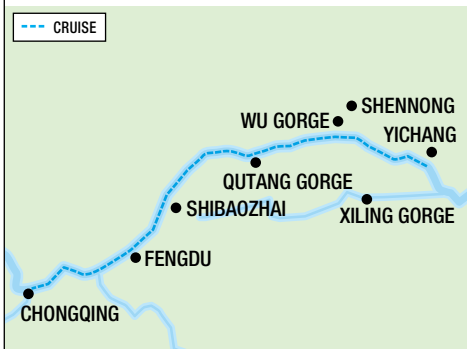 CRUISE
SHENNONG
WU GORGE
YICHANG
QUTANG GORGE
SHIBAOZHAI
XILING GORGE
FENGDU
CHONGQING